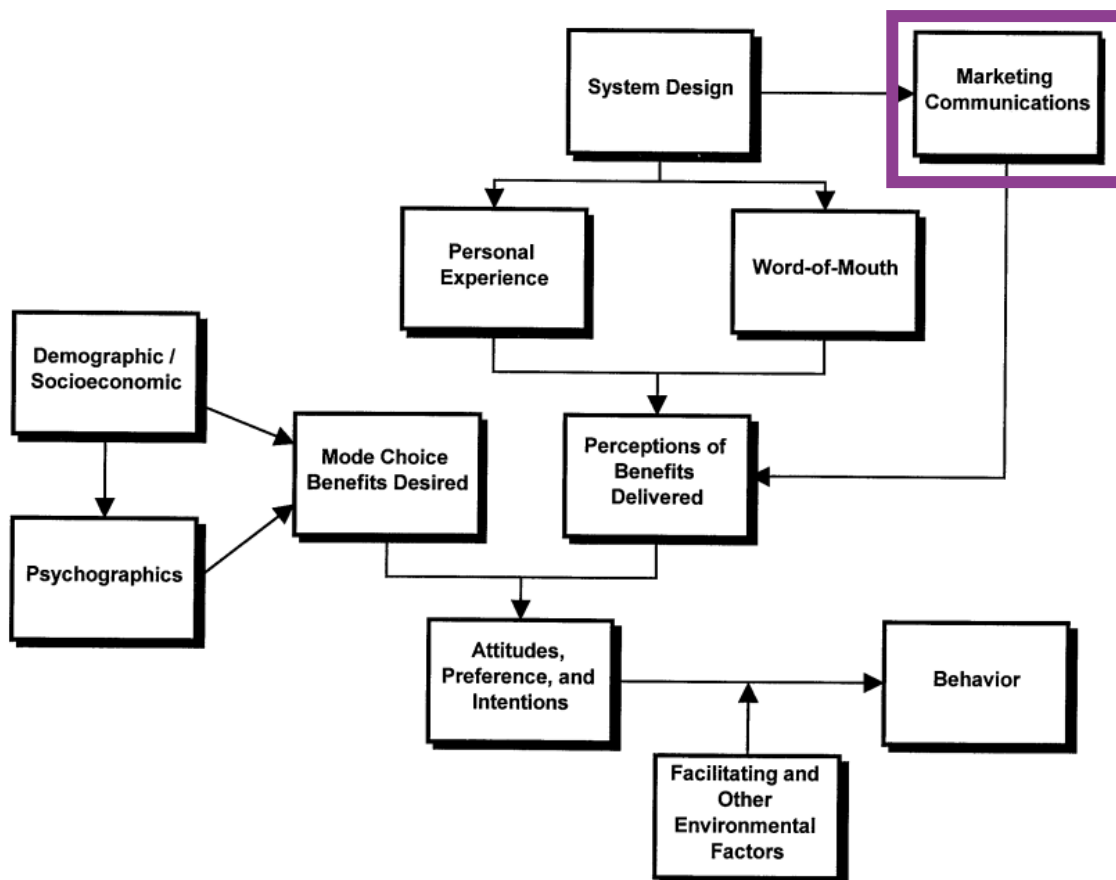 System Design
Marketing
Communications
Personal
Experience
Word-of-Mouth
Demographic /
Socioeconomic
Mode Choice
Benefits Desired
Perceptions of
Benefits
Delivered
Psychographics
Attitudes,
Preference, and
Intentions
Behavior
Facilitating and
Other
Environmental
Factors